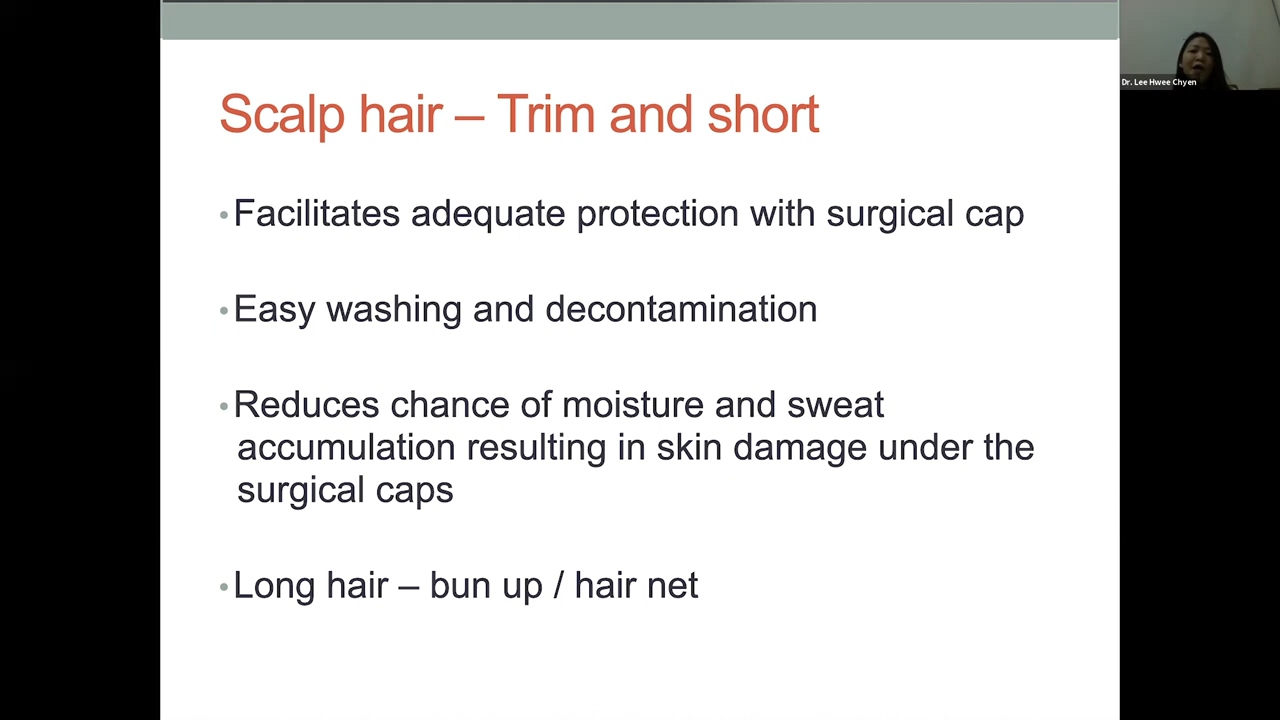 Dr. Lee Hwee Chyen
Scalp hair – Trim and short
•Facilitates adequate protection with surgical cap
•Easy washing and decontamination
•Reduces chance of moisture and sweat
accumulation resulting in skin damage under the
surgical caps
•Long hair – bun up / hair net